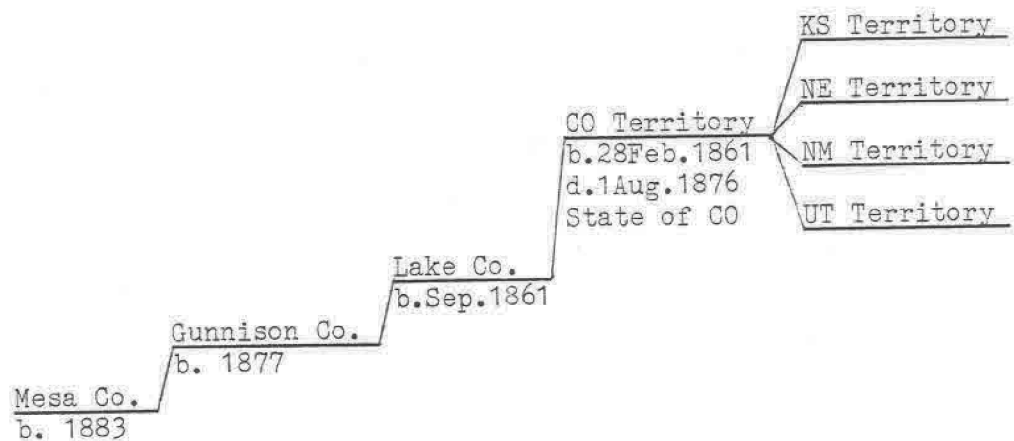 KS Territory
NE Territory
CO Territory
b.28Feb.1861
NM Territory
d.1Aug.1876
State of CO
UT Territory
Lake Co.
b.Sep.1861
Gunnison Co.
b. 1877
Mesa Co.
b. 1883